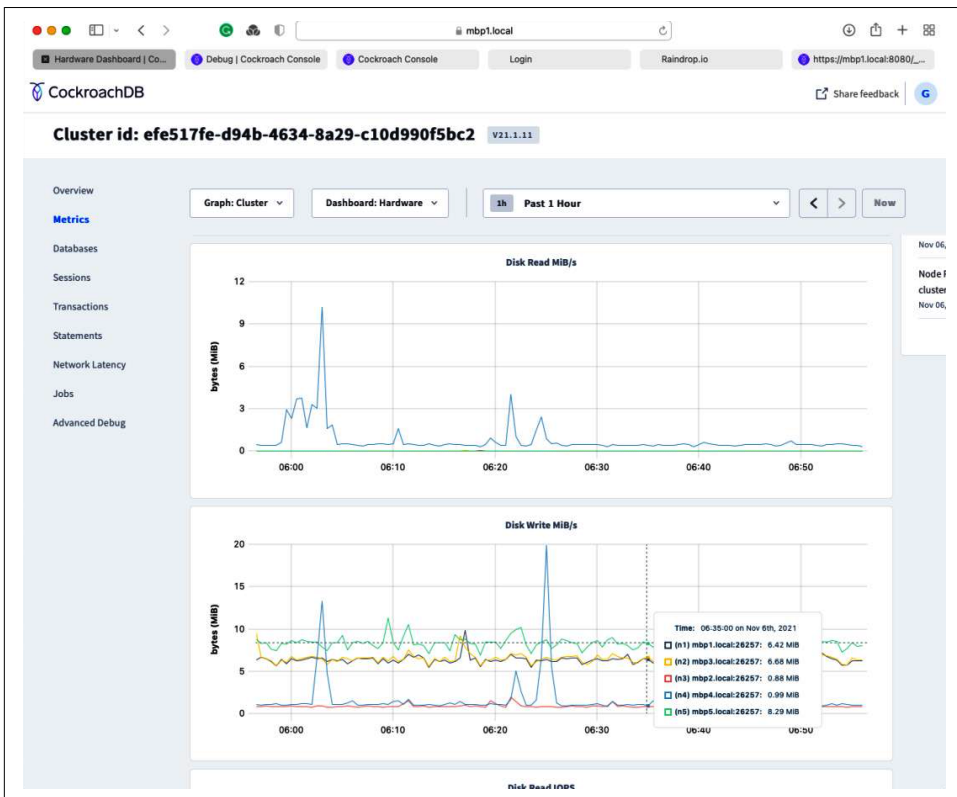 mbp1.local
Hardware Dashboard | Co...
Debug | Cockroach Console
Cockroach Console
Login
Raindrop.io
https://mbp1.local:8080/_...
CockroachDB
Share feedback
G
Cluster id: efe517fe-d94b-4634-8a29-c10d990f5bc2
V21.1.11
Overview
Metrics
Databases
Sessions
Transactions
Statements
Network Latency
Jobs
Advanced Debug
Graph: Cluster
Dashboard: Hardware
1h Past 1 Hour
Now
Nov 06,
Node
cluster
Nov 06,
Disk Read MiB/s
bytes (MiB)
12
9
6
3
0
06:00 06:10 06:20 06:30 06:40 06:50
Disk Write MiB/s
bytes (MiB)
20
15
10
5
0
06:00 06:10 06:20 06:30 06:40 06:50
Time: 06:35:00 on Nov 6th, 2021
(n1) mbp1.local:26257: 6.42 MiB
(n2) mbp3.local:26257: 6.68 MiB
(n3) mbp2.local:26257: 0.88 MiB
(n4) mbp4.local:26257: 0.99 MiB
(n5) mbp5.local:26257: 8.29 MiB
Disk Read IOPS